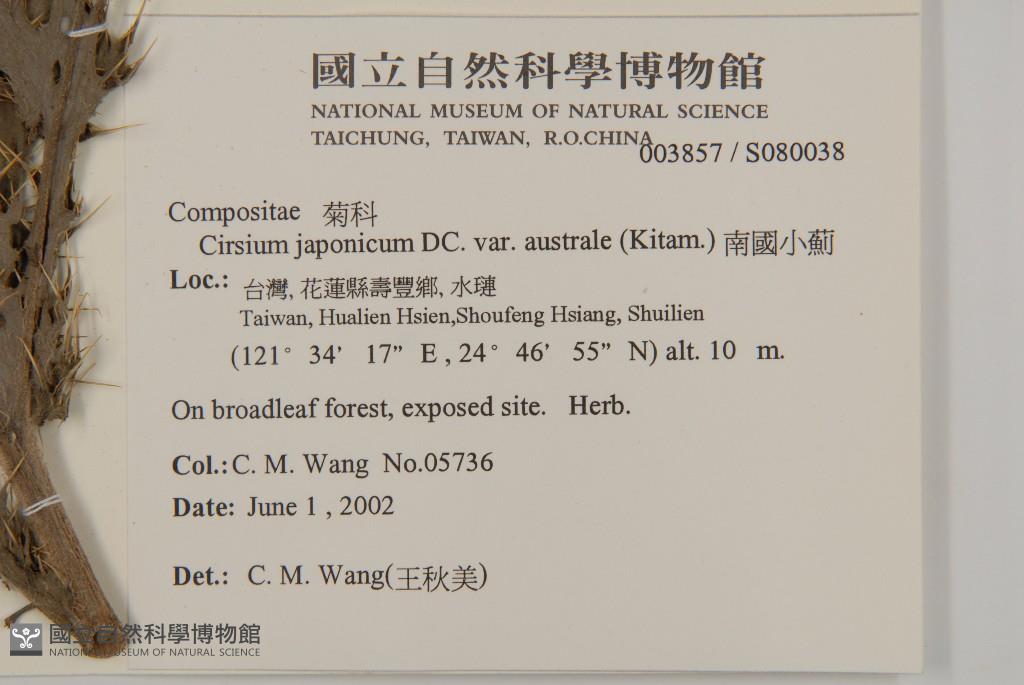 國立自然科學博物館
NATIONAL MUSEUM OF NATURAL SCIENCE
TAICHUNG, TAIWAN, R.O.CHINA
003857 / S080038
Compositae 菊科
Cirsium japonicum DC. var. australe (Kitam.) 南國小薊
Loc.: 台灣, 花蓮縣壽豐鄉, 水璉
Taiwan, Hualien Hsien,Shoufeng Hsiang, Shuilien
(121° 34’ 17” E , 24° 46’ 55” N) alt. 10 m.
On broadleaf forest, exposed site. Herb.
Col.: C. M. Wang No.05736
Date: June 1 , 2002
Det.: C. M. Wang(王秋美)
國立自然科學博物館
NATIONAL MUSEUM OF NATURAL SCIENCE